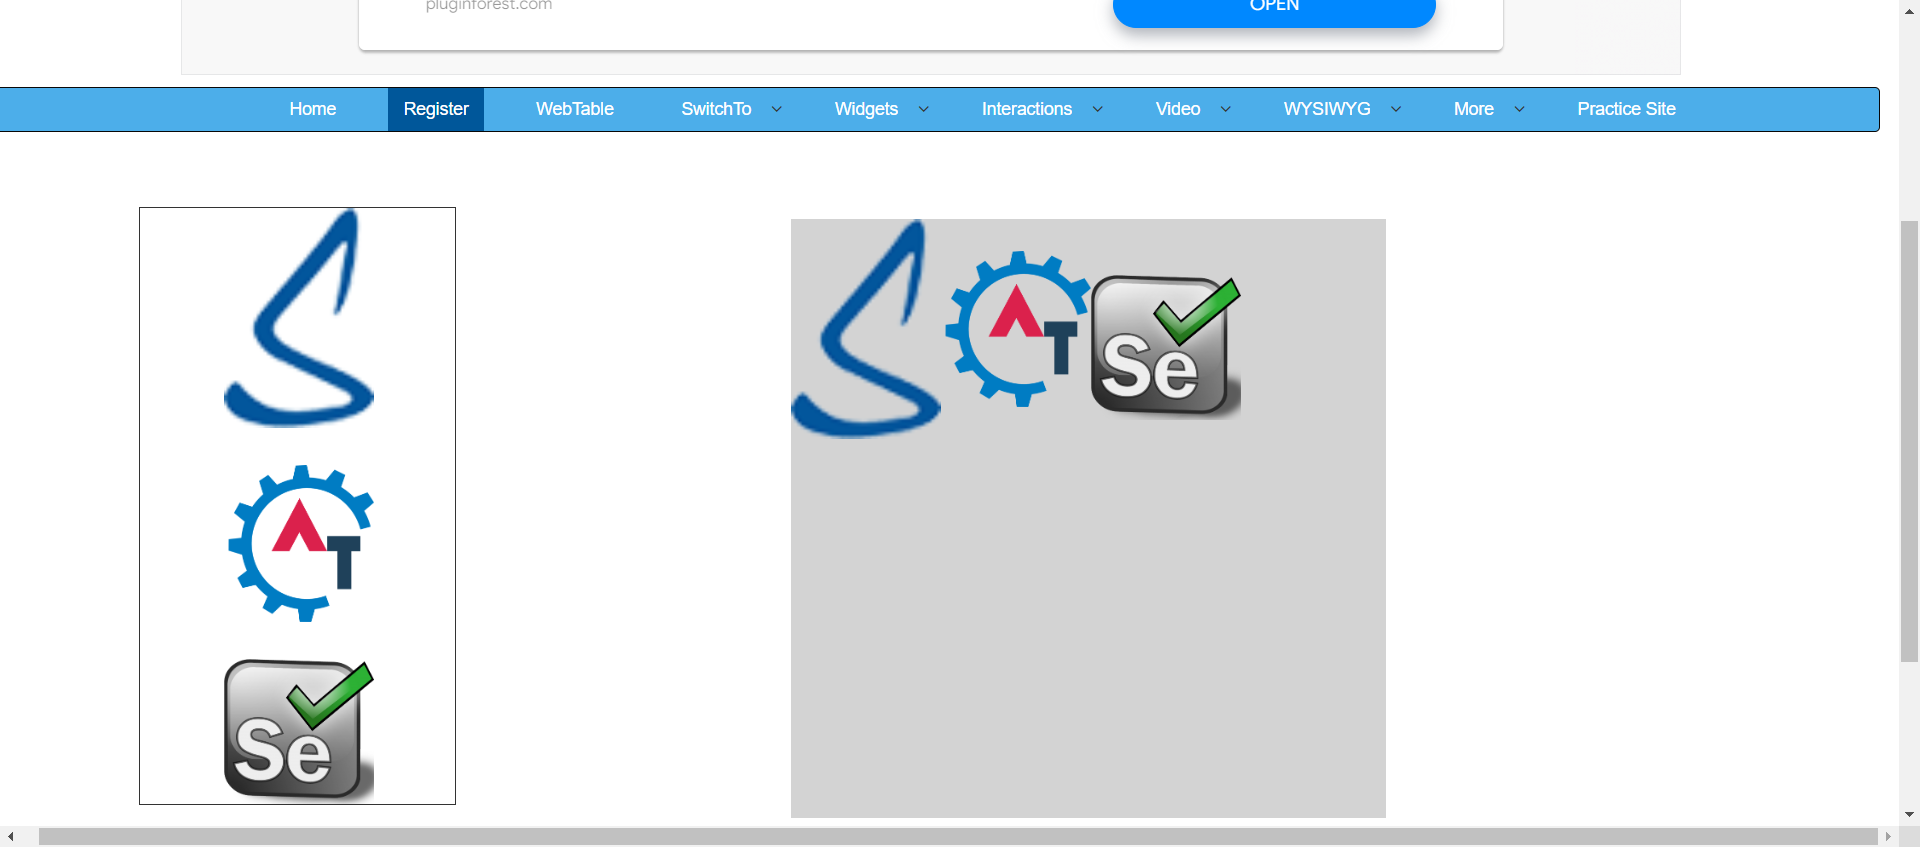 pluginforest.com
OPEN
Home Register WebTable SwitchTo Widgets Interactions Video WYSIWYG More Practice Site
AT
Se
AT
Se